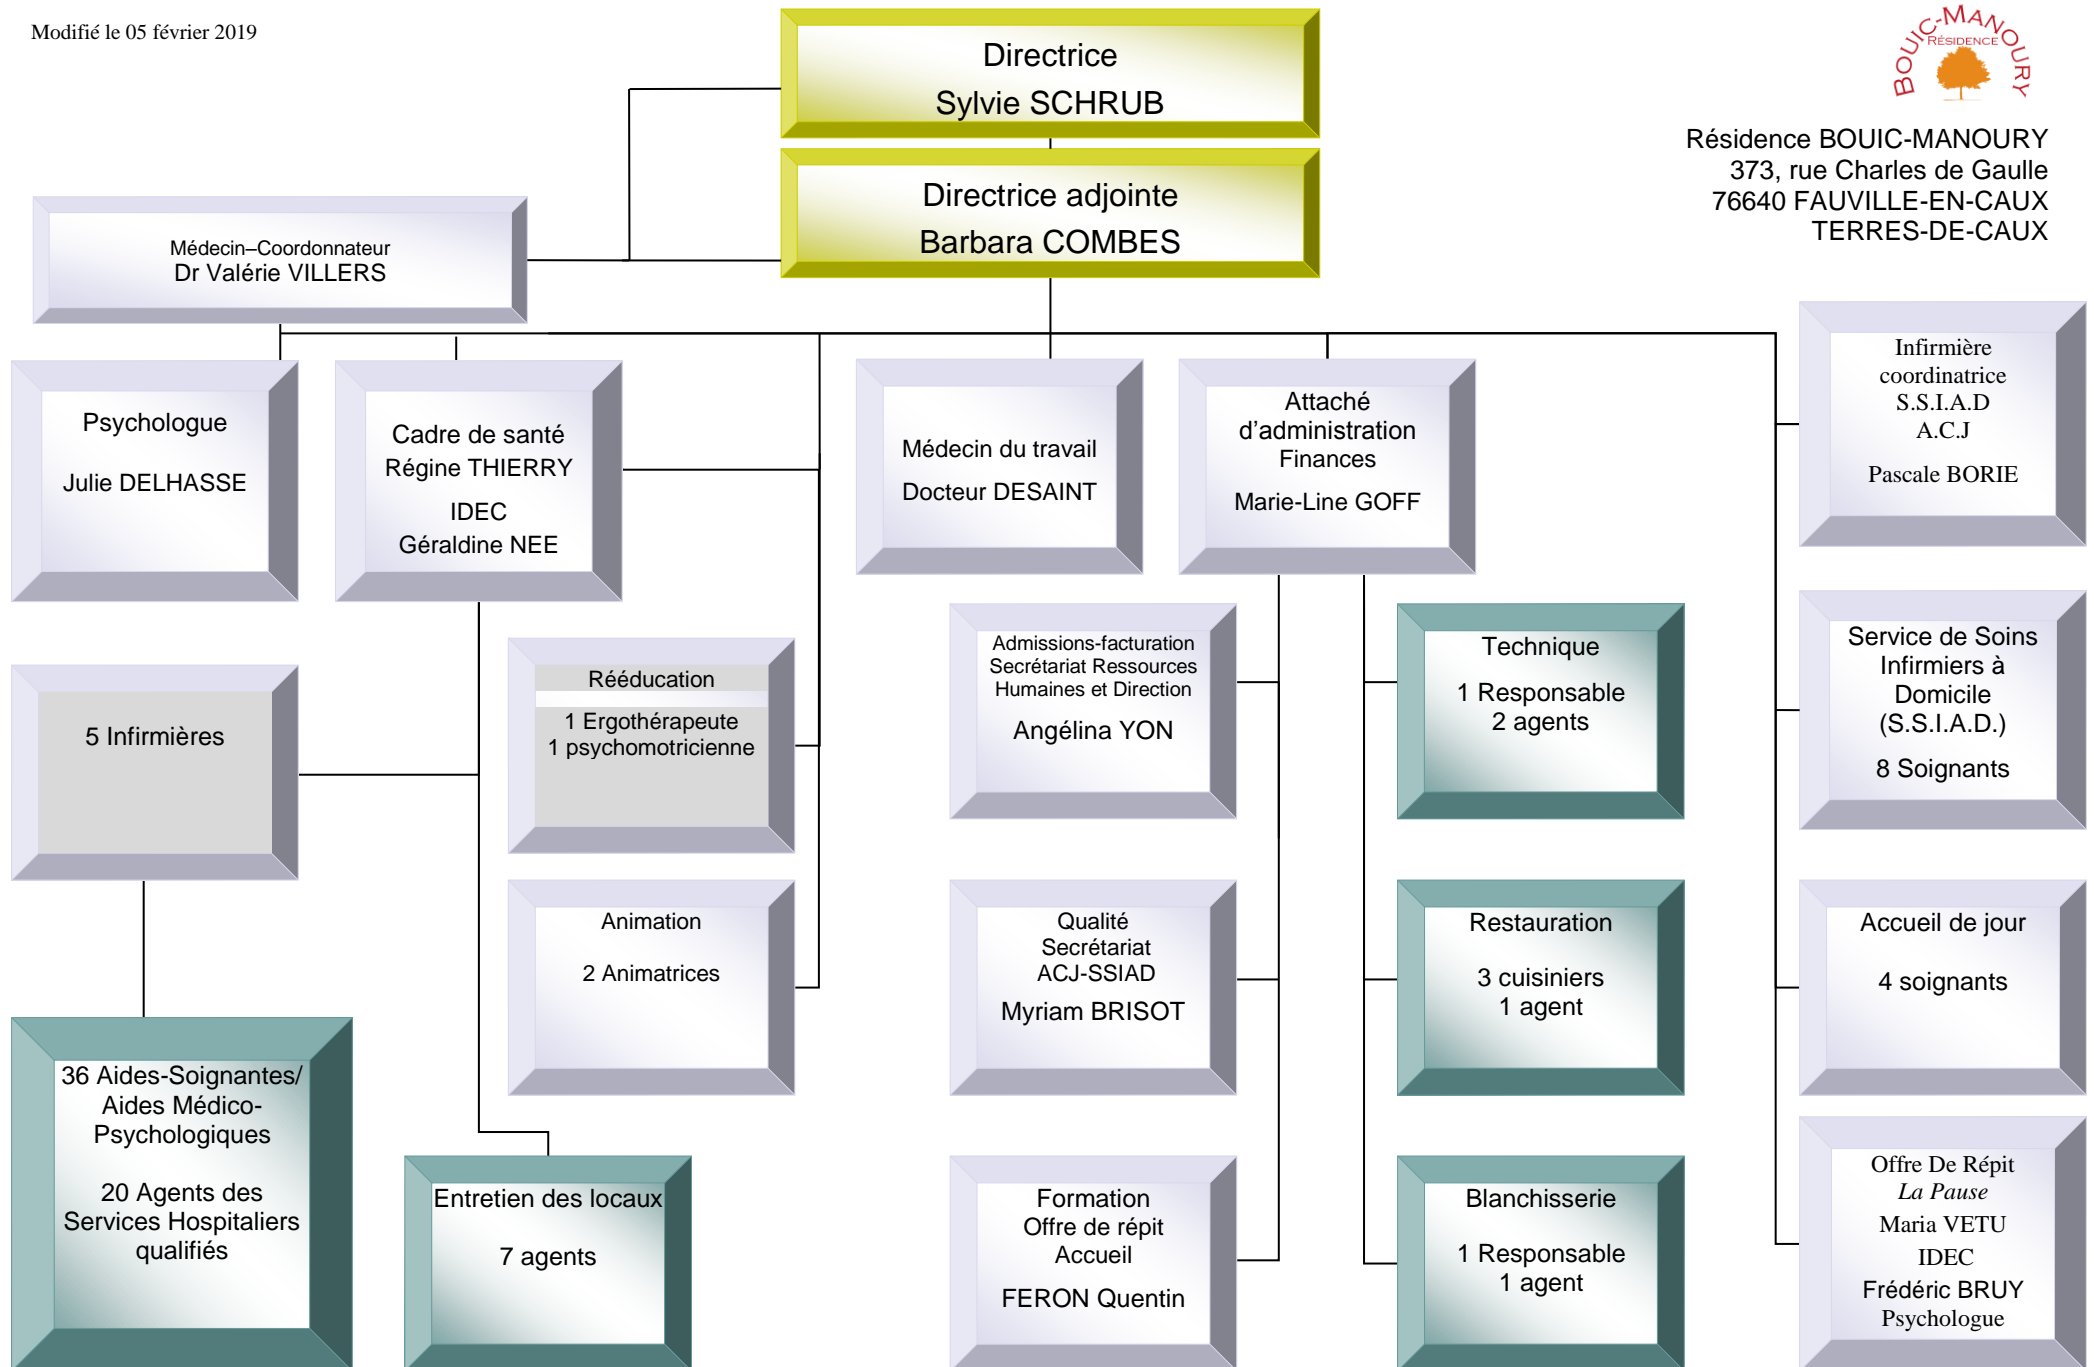 Modifié le 05 février 2019
Directrice
Sylvie SCHRUB
BOUIC-MANOURY
RÉSIDENCE
Résidence BOUIC-MANOURY
373, rue Charles de Gaulle
76640 FAUVILLE-EN-CAUX
TERRES-DE-CAUX
Directrice adjointe
Barbara COMBES
Médecin–Coordonnateur
Dr Valérie VILLERS
Psychologue
Julie DELHASSE
Cadre de santé
Régine THIERRY
IDEC
Géraldine NEE
Médecin du travail
Docteur DESAINT
Attaché
d’administration
Finances
Marie-Line GOFF
Infirmière
coordinatrice
S.S.I.A.D
A.C.J
Pascale BORIE
5 Infirmières
Rééducation
1 Ergothérapeute
1 psychomotricienne
Admissions-facturation
Secrétariat Ressources
Humaines et Direction
Angélina YON
Technique
1 Responsable
2 agents
Service de Soins
Infirmiers à
Domicile
(S.S.I.A.D.)
8 Soignants
Animation
2 Animatrices
Qualité
Secrétariat
ACJ-SSIAD
Myriam BRISOT
Restauration
3 cuisiniers
1 agent
Accueil de jour
4 soignants
36 Aides-Soignantes/
Aides Médico-
Psychologiques
20 Agents des
Services Hospitaliers
qualifiés
Entretien des locaux
7 agents
Formation
Offre de répit
Accueil
FERON Quentin
Blanchisserie
1 Responsable
1 agent
Offre De Répit
La Pause
Maria VETU
IDEC
Frédéric BRUY
Psychologue